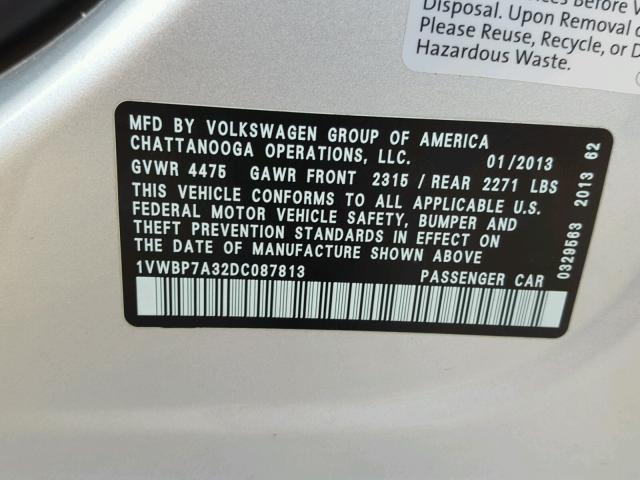 nces Before V
Disposal. Upon Removal
Please Reuse, Recycle, or D
Hazardous Waste.
MFD BY VOLKSWAGEN GROUP OF AMERICA
CHATTANOOGA OPERATIONS, LLC. 01/2013
GVWR 4475 GAWR FRONT 2315 / REAR 2271 LBS
THIS VEHICLE CONFORMS TO ALL APPLICABLE U.S.
FEDERAL MOTOR VEHICLE SAFETY, BUMPER AND
THEFT PREVENTION STANDARDS IN EFFECT ON
THE DATE OF MANUFACTURE SHOWN ABOVE
1VWBP7A32DC087813 PASSENGER CAR
0329563 2013 62